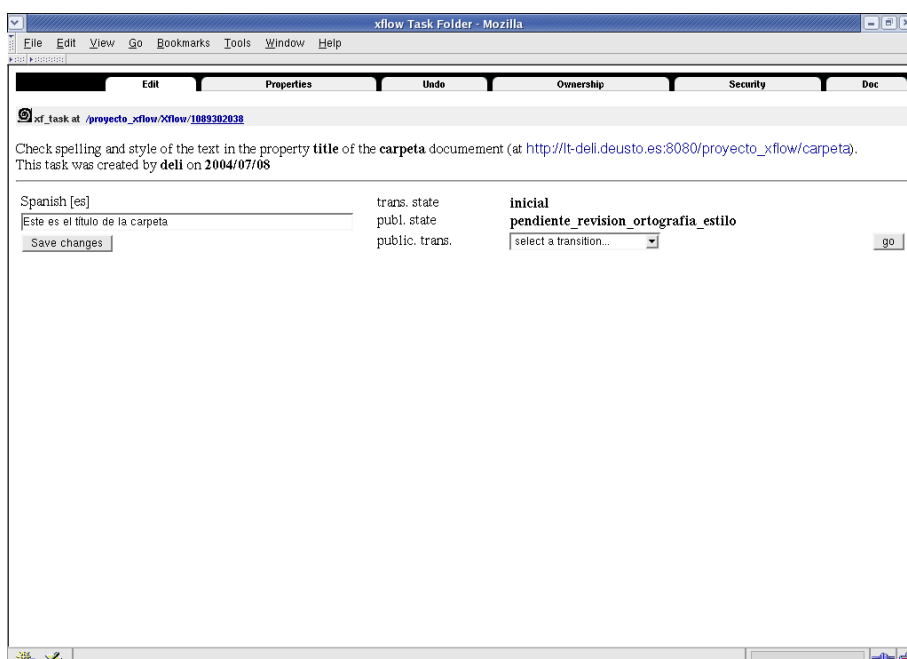 xflow Task Folder - Mozilla
File Edit View Go Bookmarks Tools Window Help
Edit Properties Undo Ownership Security Doc
xf_task at /proyecto_xflow/Xflow/1089302038
Check spelling and style of the text in the property title of the carpeta documement (at http://lt-deli.deusto.es:8080/proyecto_xflow/carpeta).
This task was created by deli on 2004/07/08
Spanish [es] trans. state inicial
Este es el título de la carpeta publ. state pendiente_revision_ortografia_estilo
Save changes public. trans. select a transition... go